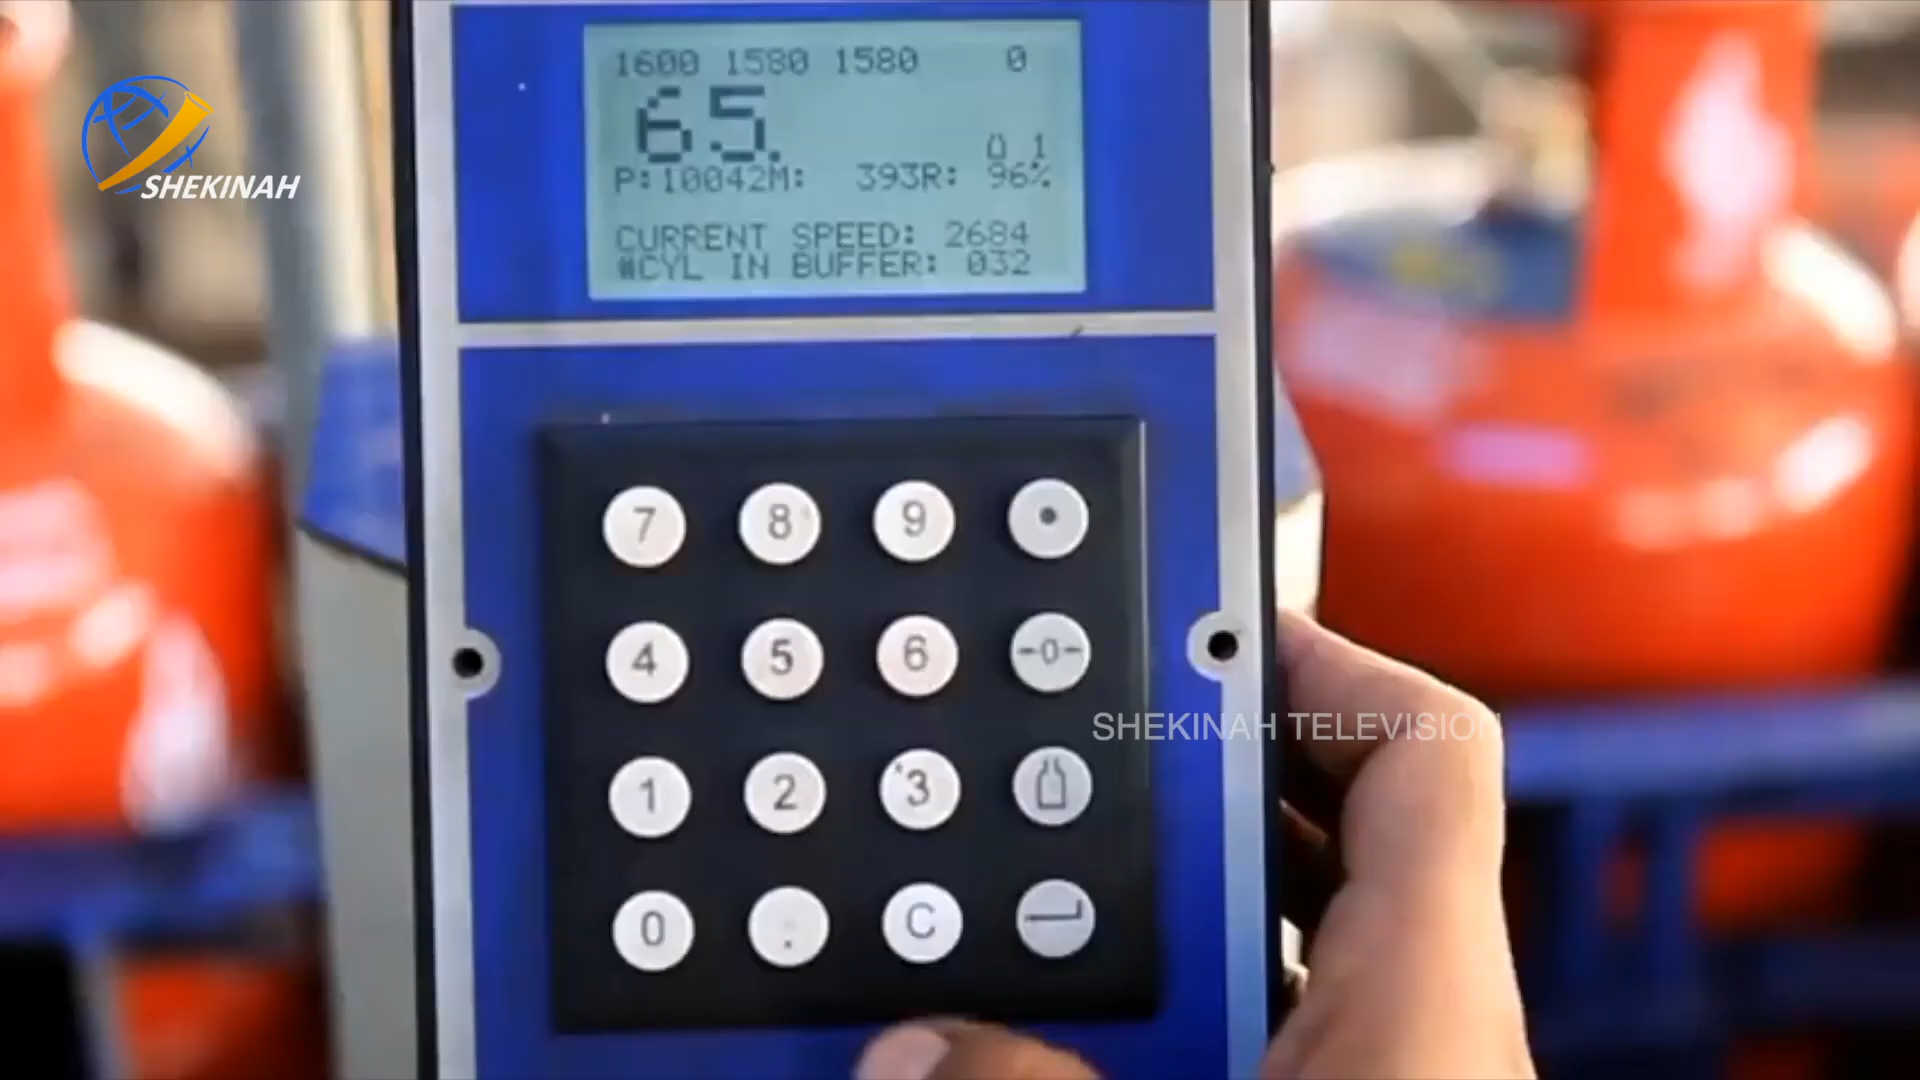 1600 1580 1580 0
65.
1
P:10042M: 393R: 96%
CURRENT SPEED: 2684
#CYL IN BUFFER: 032
SHEKINAH
7 8 9 •
4 5 6 -0-
1 2 3
0 . C
SHEKINAH TELEVISION